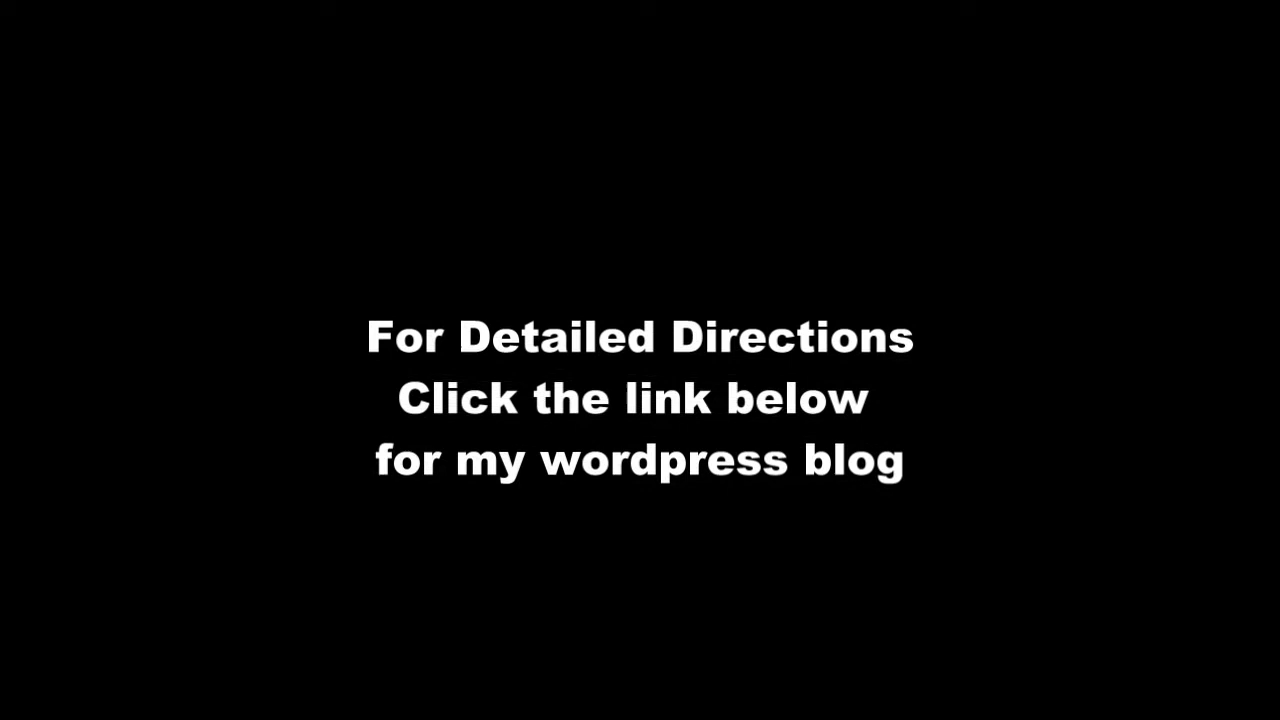 For Detailed Directions
Click the link below
for my wordpress blog